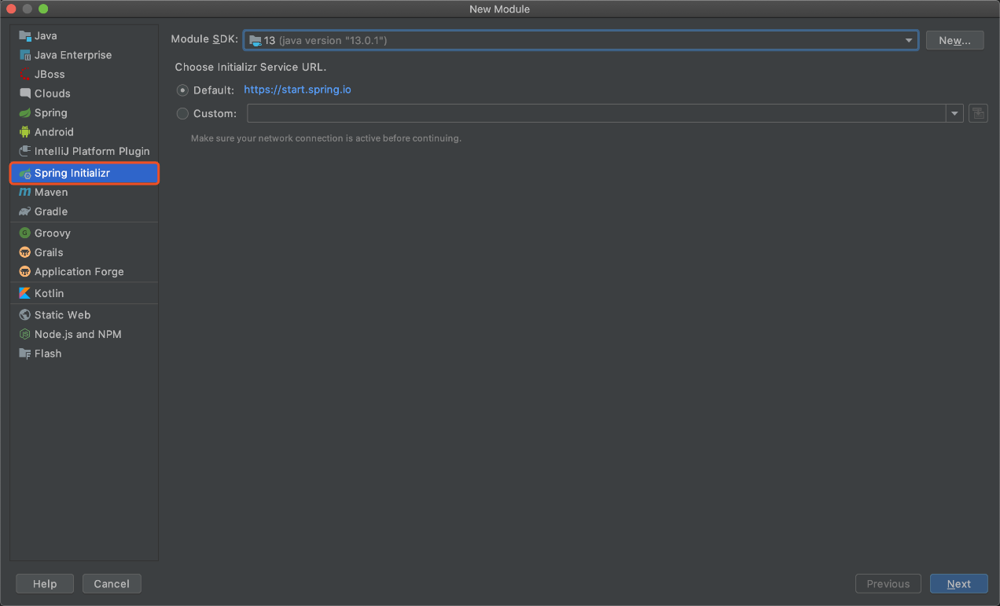 New Module
Java
Java Enterprise
JBoss
Clouds
Spring
Android
IntelliJ Platform Plugin
Spring Initializr
Maven
Gradle
Groovy
Grails
Application Forge
Kotlin
Static Web
Node.js and NPM
Flash
Module SDK: 13 (java version "13.0.1") New...
Choose Initializr Service URL.
Default: https://start.spring.io
Custom:
Make sure your network connection is active before continuing.
Help Cancel Previous Next